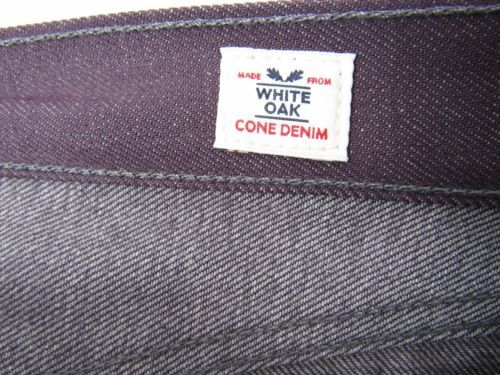 MADE FROM
WHITE
OAK
CONE DENIM